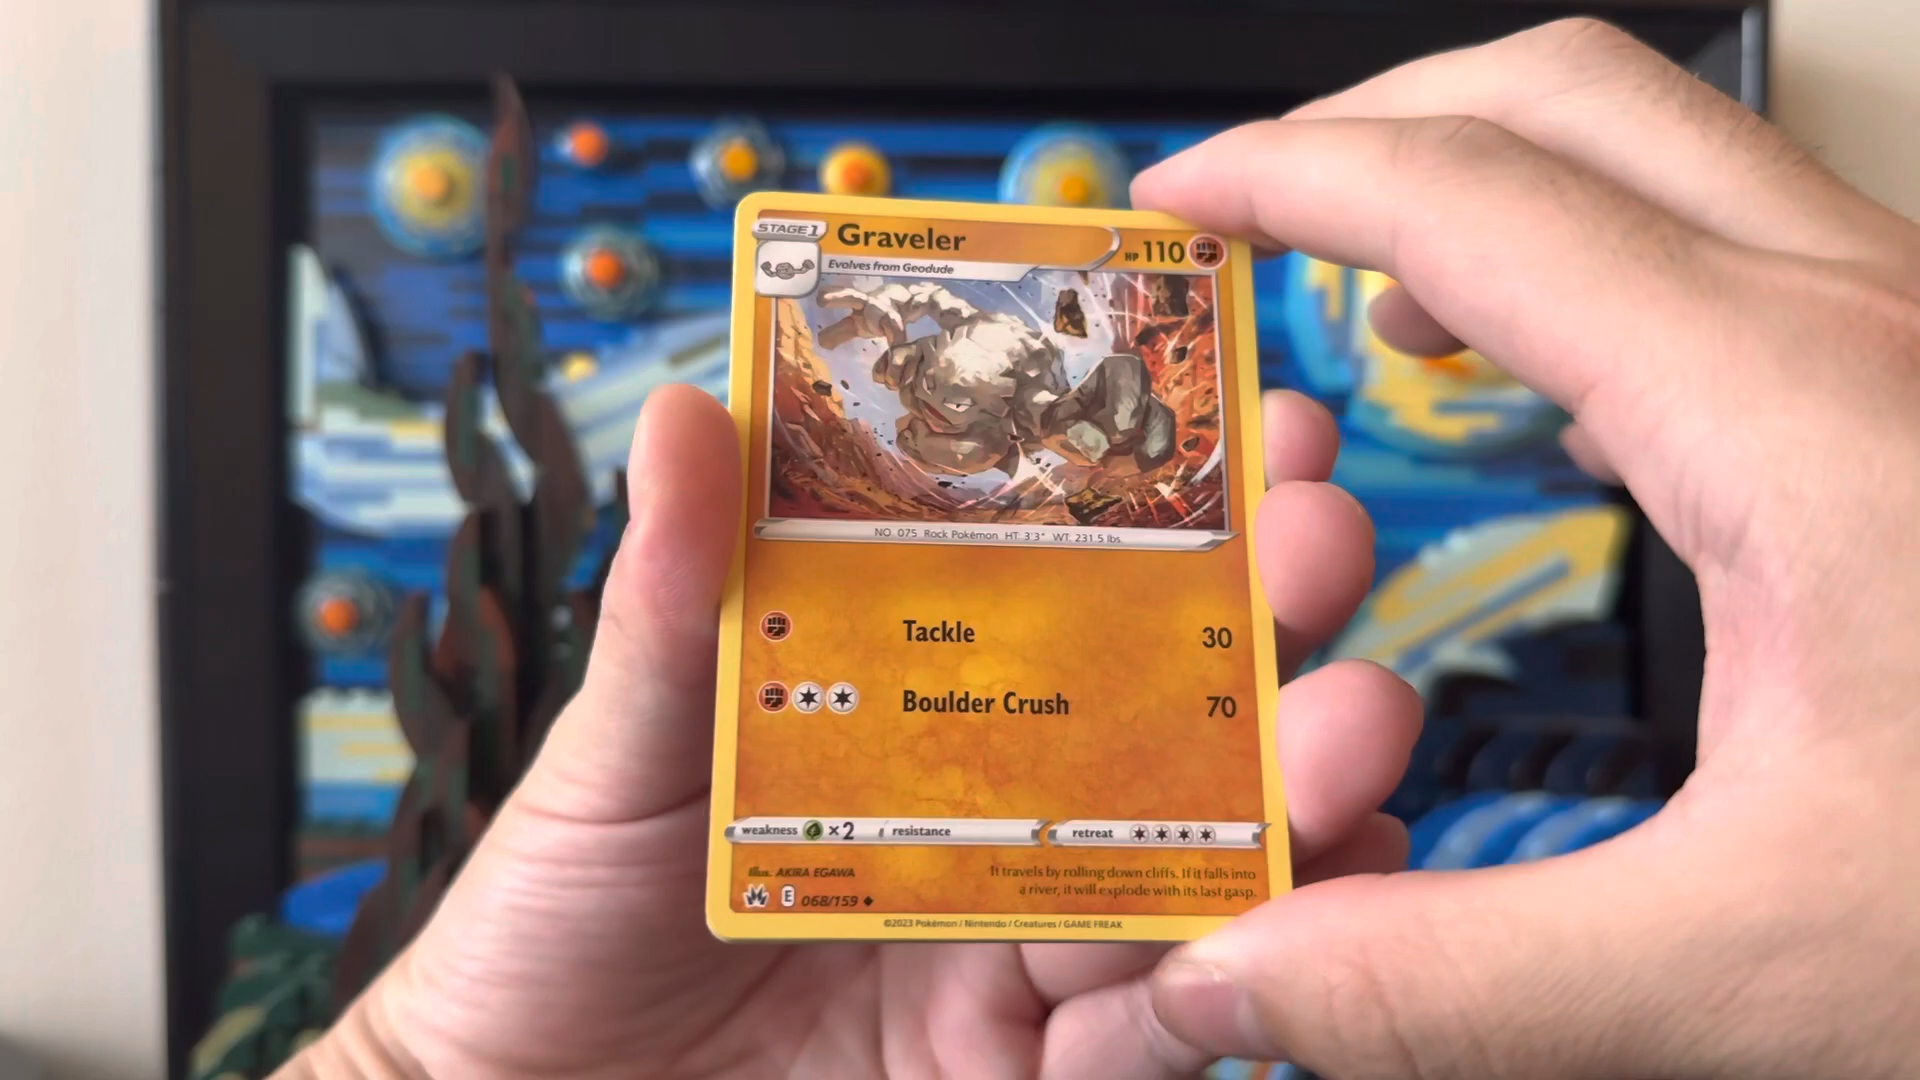 STAGE1
Graveler
HP 110
Evolves from Geodude
NO. 075 Rock Pokémon HT: 3'3" WT: 231.5 lbs.
Tackle 30
Boulder Crush 70
weakness ×2 resistance retreat
Illus. AKIRA EGAWA
It travels by rolling down cliffs. If it falls into
a river, it will explode with its last gasp.
E 068/159
©2023 Pokémon / Nintendo / Creatures / GAME FREAK